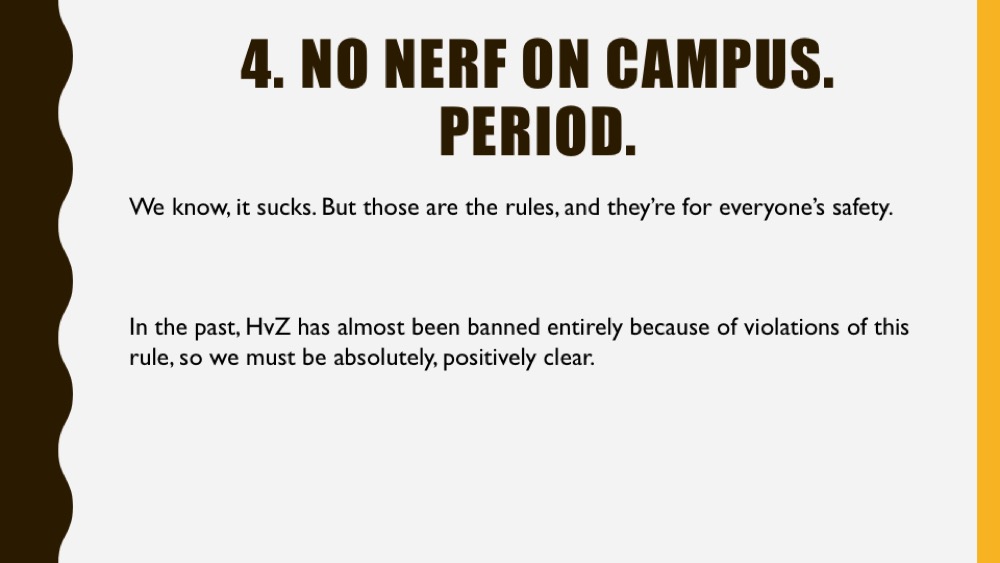 4. NO NERF ON CAMPUS.
PERIOD.
We know, it sucks. But those are the rules, and they’re for everyone’s safety.
In the past, HvZ has almost been banned entirely because of violations of this
rule, so we must be absolutely, positively clear.